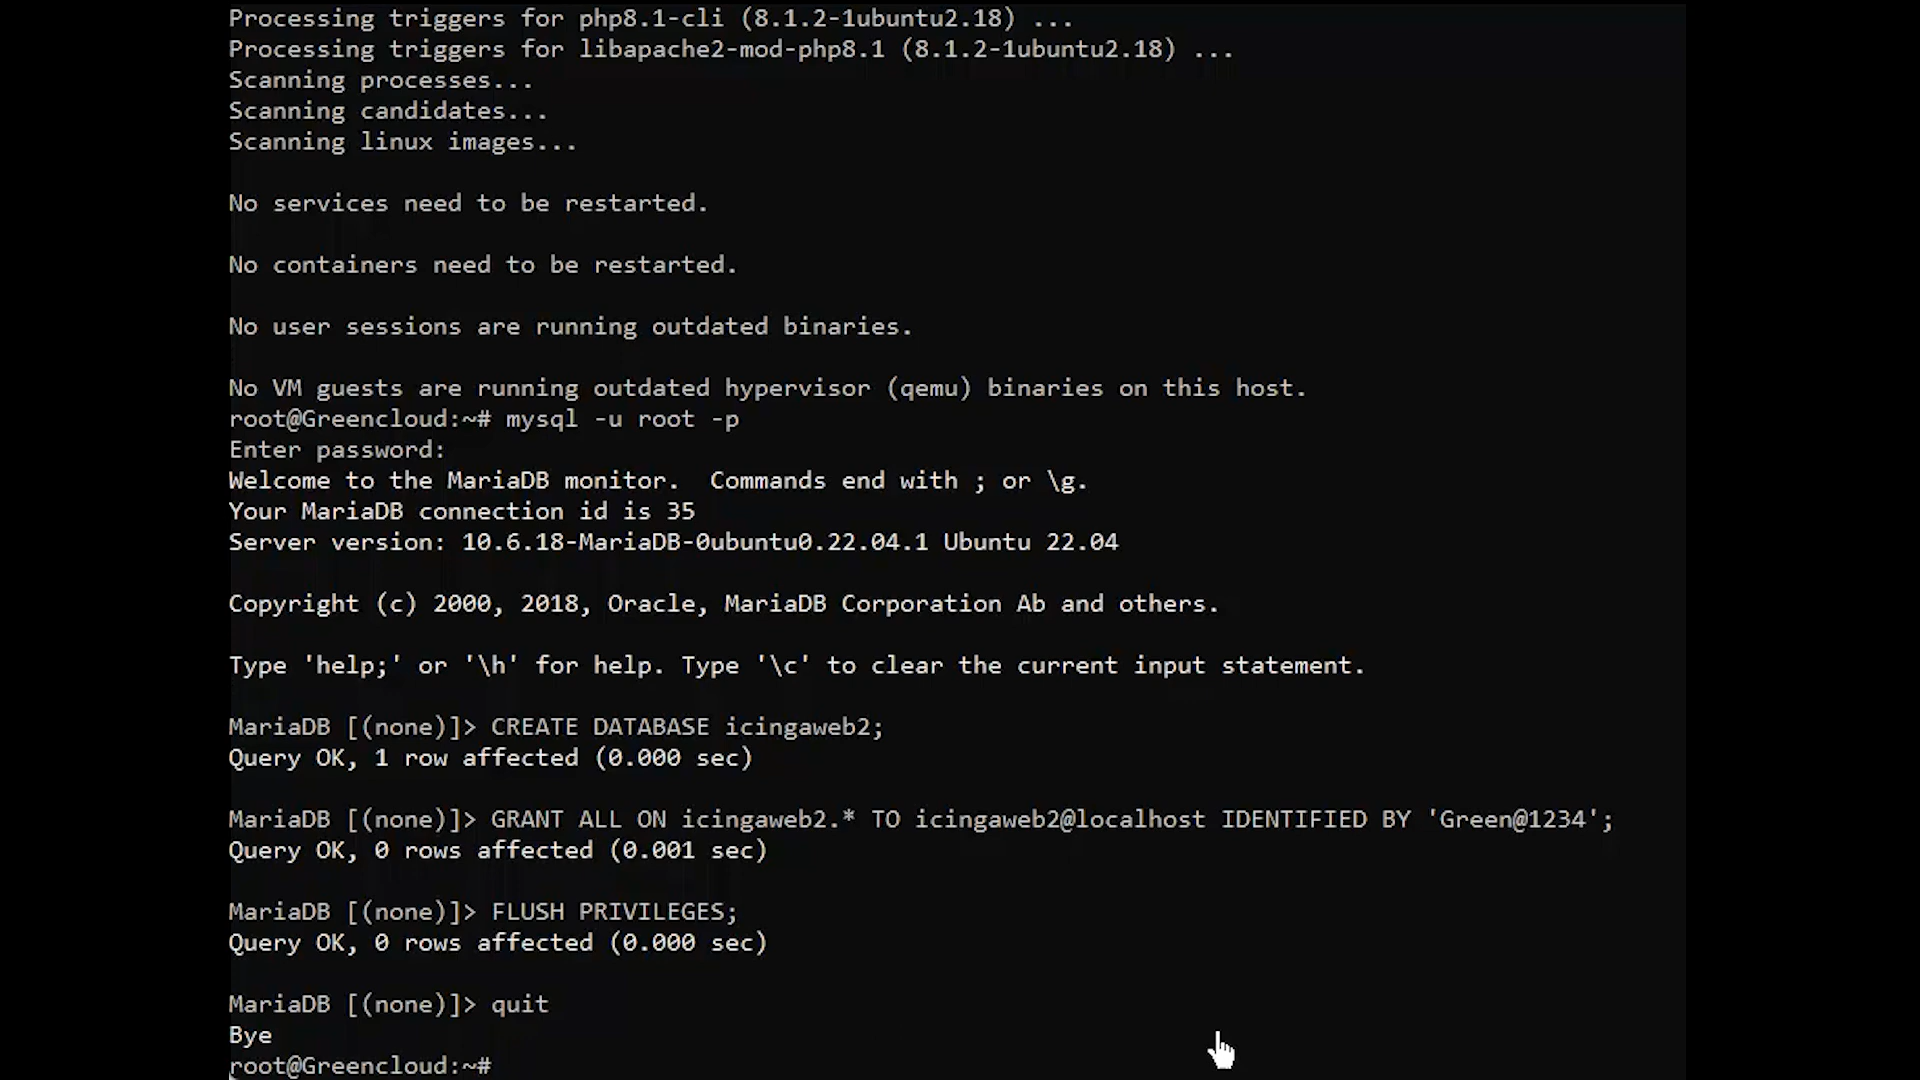 Processing triggers for php8.1-cli (8.1.2-1ubuntu2.18) ...
Processing triggers for libapache2-mod-php8.1 (8.1.2-1ubuntu2.18) ...
Scanning processes...
Scanning candidates...
Scanning linux images...
No services need to be restarted.
No containers need to be restarted.
No user sessions are running outdated binaries.
No VM guests are running outdated hypervisor (qemu) binaries on this host.
root@Greencloud:~# mysql -u root -p
Enter password:
Welcome to the MariaDB monitor.  Commands end with ; or \g.
Your MariaDB connection id is 35
Server version: 10.6.18-MariaDB-0ubuntu0.22.04.1 Ubuntu 22.04
Copyright (c) 2000, 2018, Oracle, MariaDB Corporation Ab and others.
Type 'help;' or '\h' for help. Type '\c' to clear the current input statement.
MariaDB [(none)]> CREATE DATABASE icingaweb2;
Query OK, 1 row affected (0.000 sec)
MariaDB [(none)]> GRANT ALL ON icingaweb2.* TO icingaweb2@localhost IDENTIFIED BY 'Green@1234';
Query OK, 0 rows affected (0.001 sec)
MariaDB [(none)]> FLUSH PRIVILEGES;
Query OK, 0 rows affected (0.000 sec)
MariaDB [(none)]> quit
Bye
root@Greencloud:~#